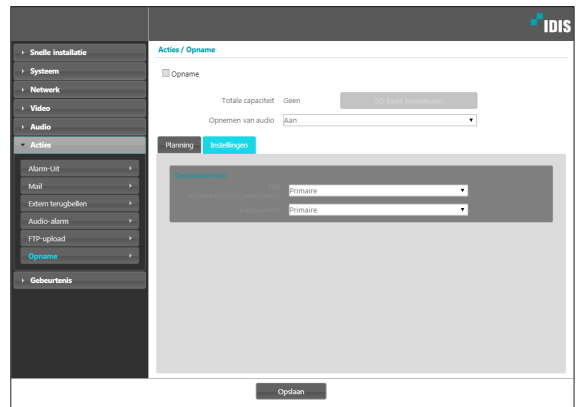 IDIS
Snelle installatie
Systeem
Netwerk
Video
Audio
Acties
Alarm-Uit
Mail
Extern terugbellen
Audio-alarm
FTP-upload
Opname
Gebeurtenis
Acties / Opname
Opname
Totale capaciteit Geen SD-kaart formatteren
Opnemen van audio Aan
Planning Instellingen
Primaire
Primaire
Opslaan